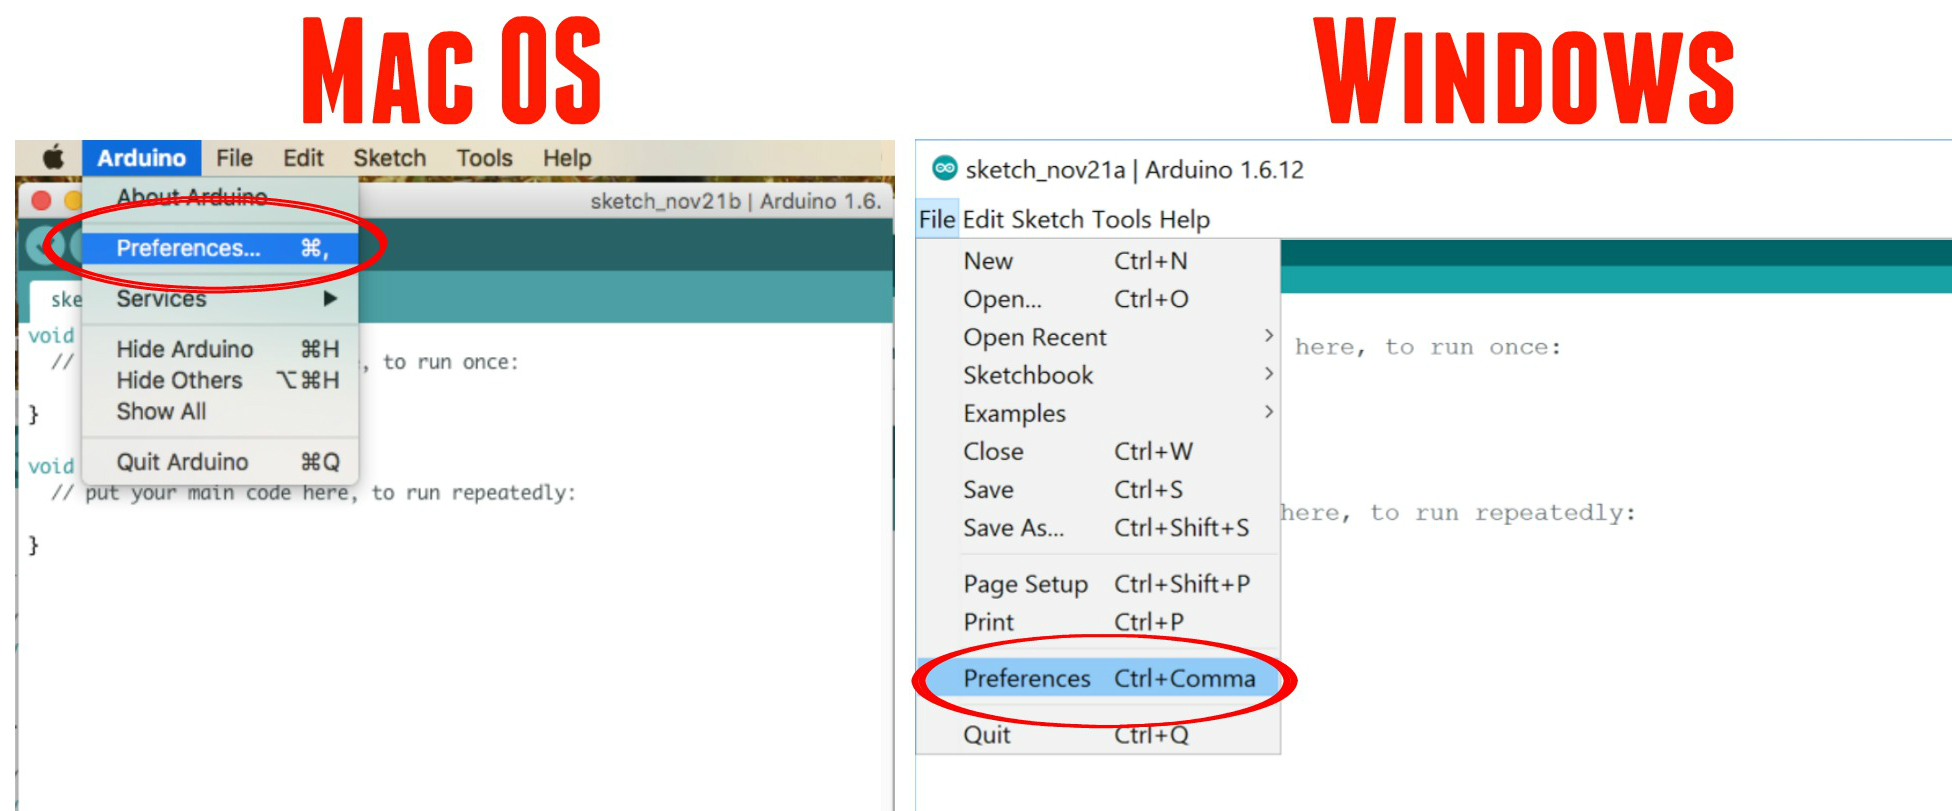 Mac OS
Arduino File Edit Sketch Tools Help
About Arduino
sketch_nov21b | Arduino 1.6.
Preferences... ⌘,
ske
Services ▶
void
Hide Arduino ⌘H
// , to run once:
Hide Others ⌥⌘H
Show All
}
Quit Arduino ⌘Q
void
// put your main code here, to run repeatedly:
}
Windows
sketch_nov21a | Arduino 1.6.12
File Edit Sketch Tools Help
New Ctrl+N
Open... Ctrl+O
Open Recent >
here, to run once:
Sketchbook >
Examples >
Close Ctrl+W
Save Ctrl+S
Save As... Ctrl+Shift+S
here, to run repeatedly:
Page Setup Ctrl+Shift+P
Print Ctrl+P
Preferences Ctrl+Comma
Quit Ctrl+Q